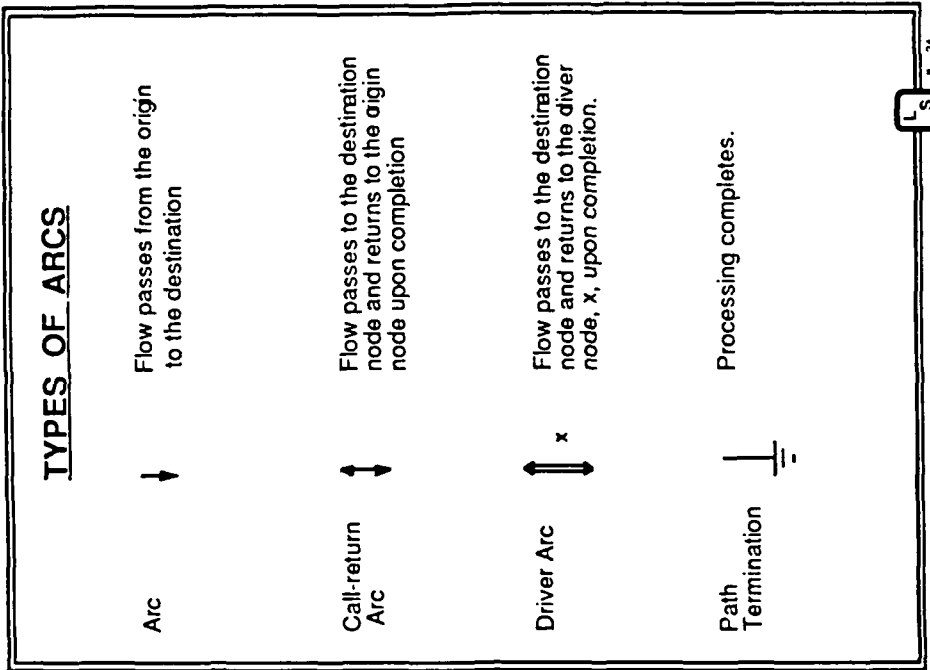 TYPES OF ARCS
Arc
Flow passes from the origin
to the destination
Call-return
Arc
Flow passes to the destination
node and returns to the origin
node upon completion
Driver Arc
x
Flow passes to the destination
node and returns to the diver
node, x, upon completion.
Path
Termination
Processing completes.
L
S